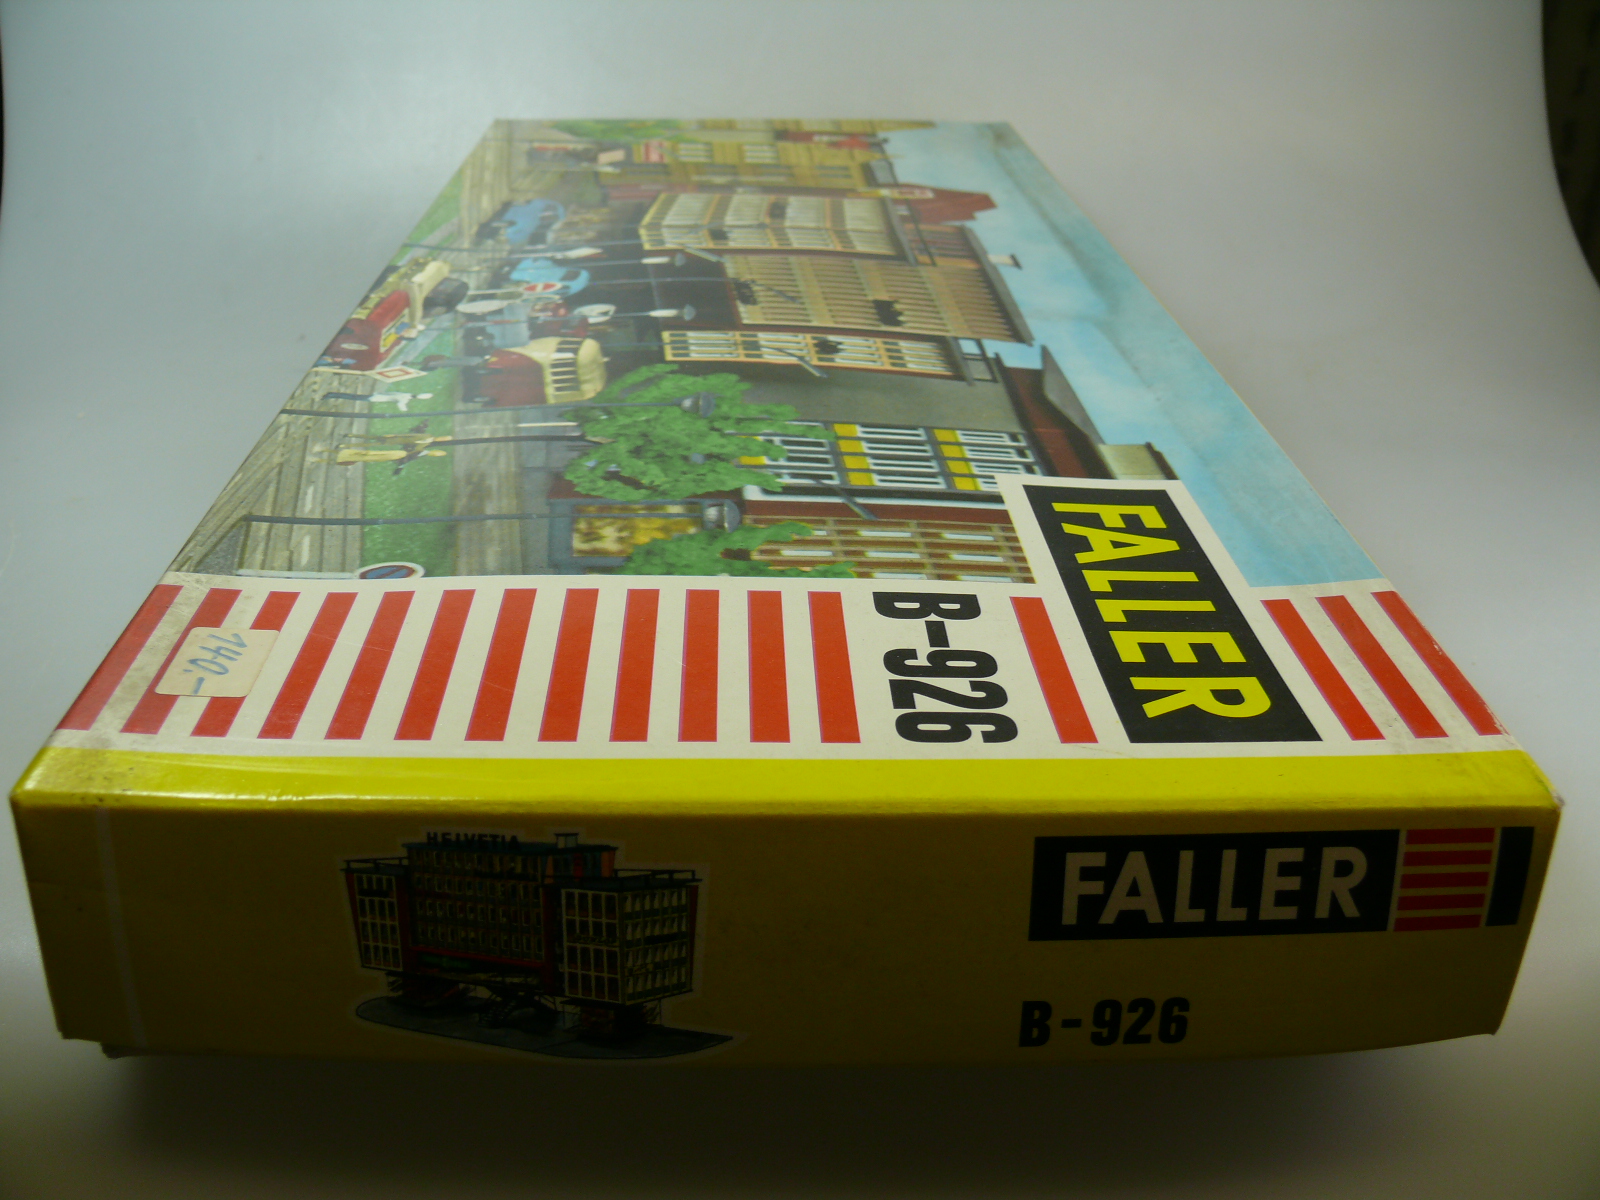 FALLER
B-926
140.-
HELVETIA
FALLER
B-926